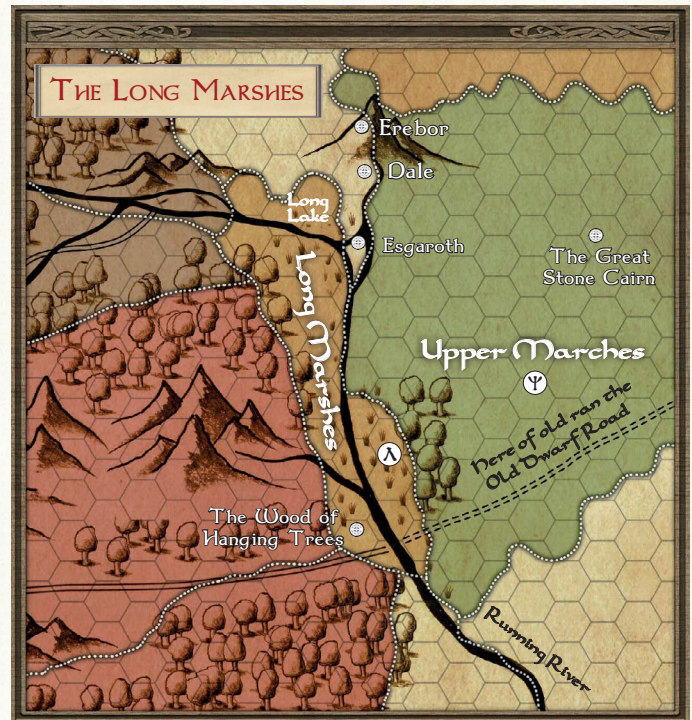 The Long Marshes
Erebor
Dale
Long
Lake
Esgaroth
The Great
Stone Cairn
Long Marshes
Upper Marches
Here of old ran the
Old Dwarf Road
The Wood of
Hanging Trees
Running River